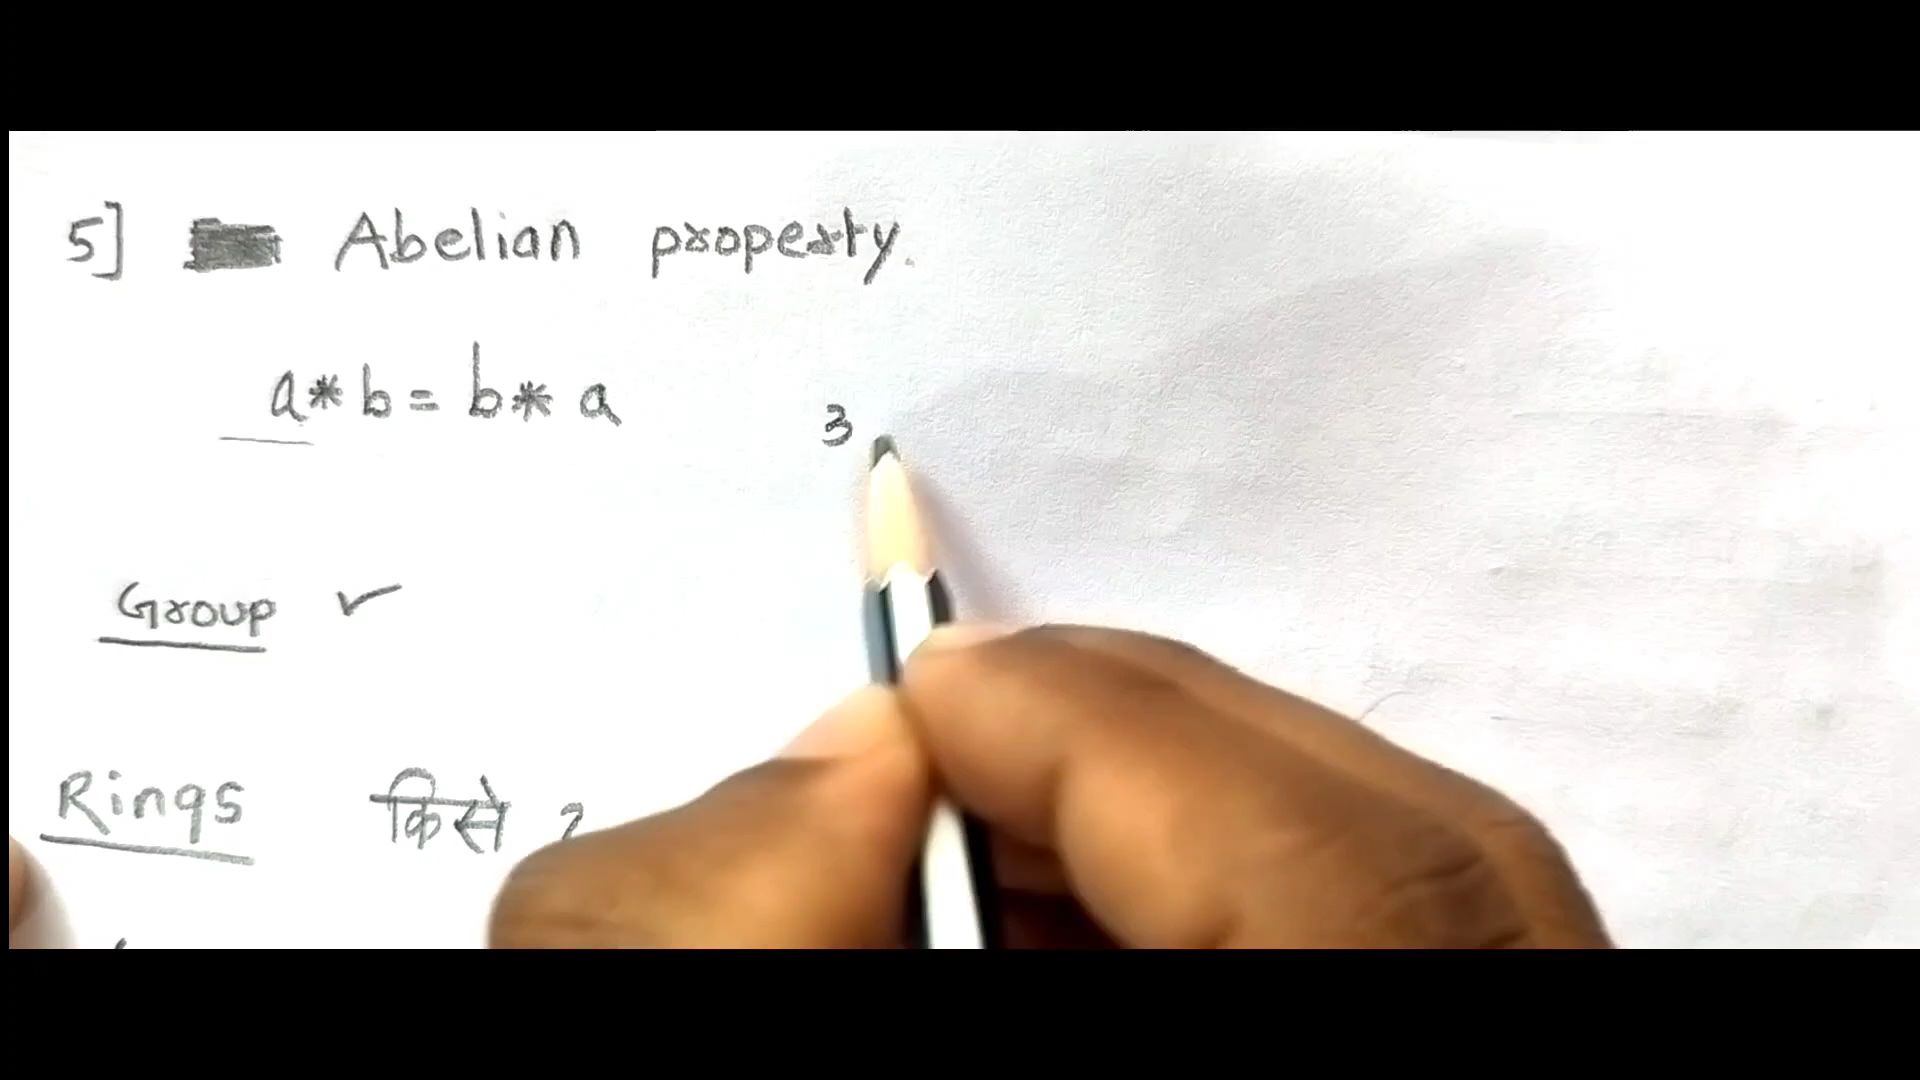 5] Abelian property.
a * b = b * a
3
Group ✓
Rings किसे ?